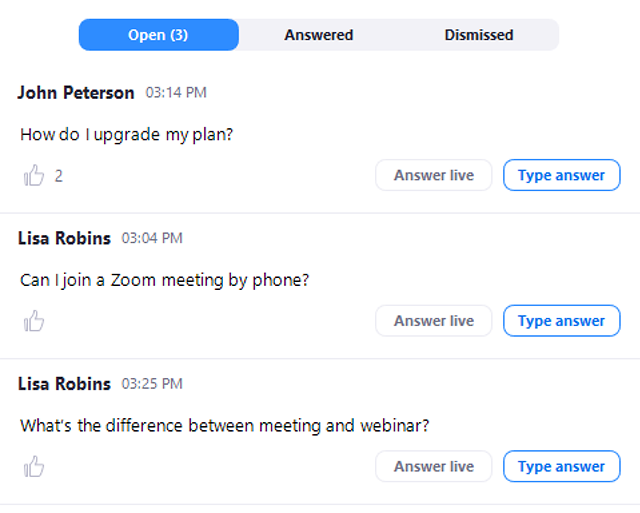 Open (3) Answered Dismissed
John Peterson 03:14 PM
How do I upgrade my plan?
2 Answer live Type answer
Lisa Robins 03:04 PM
Can I join a Zoom meeting by phone?
Answer live Type answer
Lisa Robins 03:25 PM
What's the difference between meeting and webinar?
Answer live Type answer